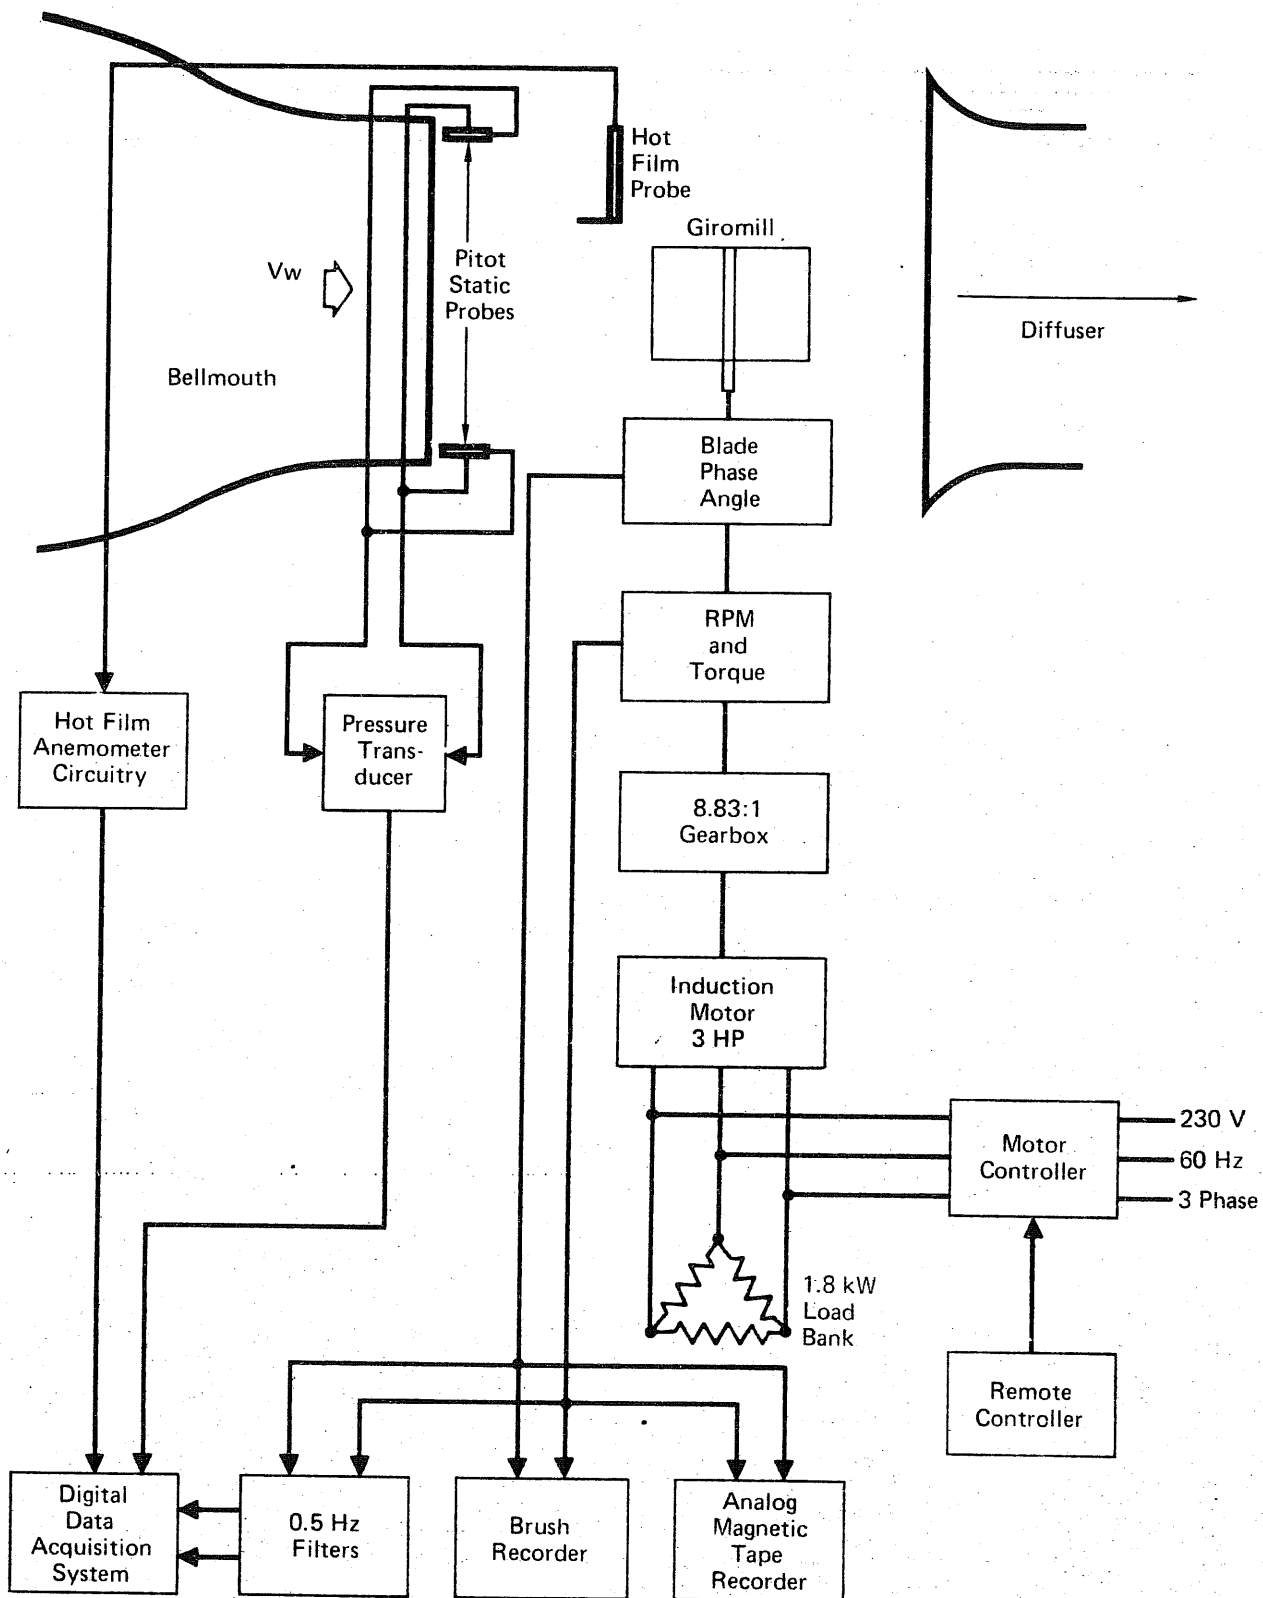 Hot
Film
Probe
Giromill
Vw
Pitot
Static
Probes
Diffuser
Bellmouth
Blade
Phase
Angle
RPM
and
Torque
Hot Film
Anemometer
Circuitry
Pressure
Trans-
ducer
8.83:1
Gearbox
Induction
Motor
3 HP
Motor
Controller
230 V
60 Hz
3 Phase
1.8 kW
Load
Bank
Remote
Controller
Digital
Data
Acquisition
System
0.5 Hz
Filters
Brush
Recorder
Analog
Magnetic
Tape
Recorder